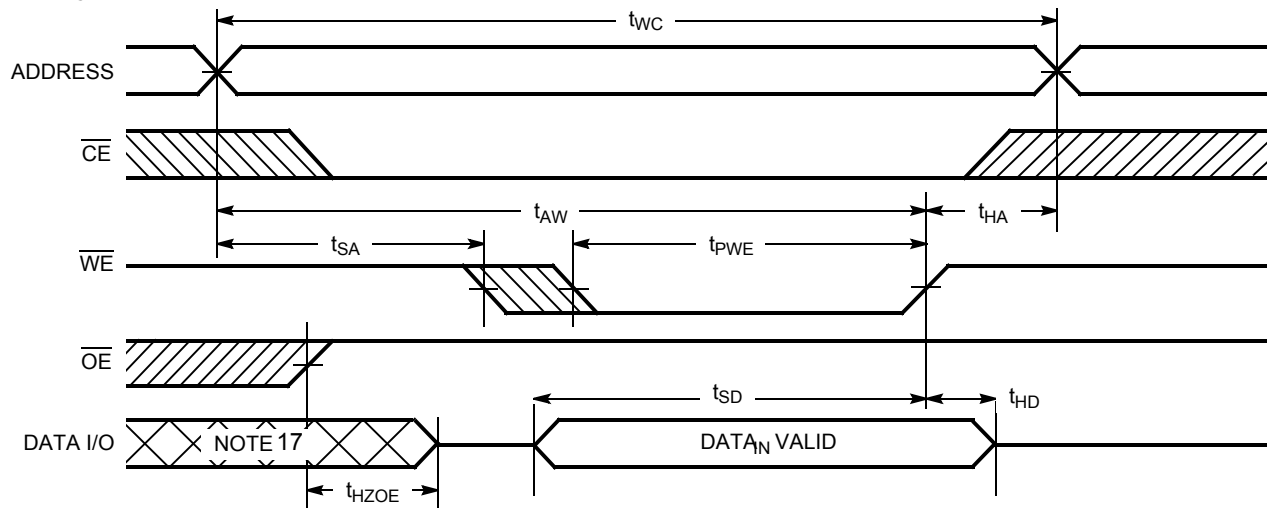 tWC
ADDRESS
CE
tAW
tHA
tSA
tPWE
WE
OE
tSD
tHD
DATA I/O
NOTE 17
DATAIN VALID
tHZOE